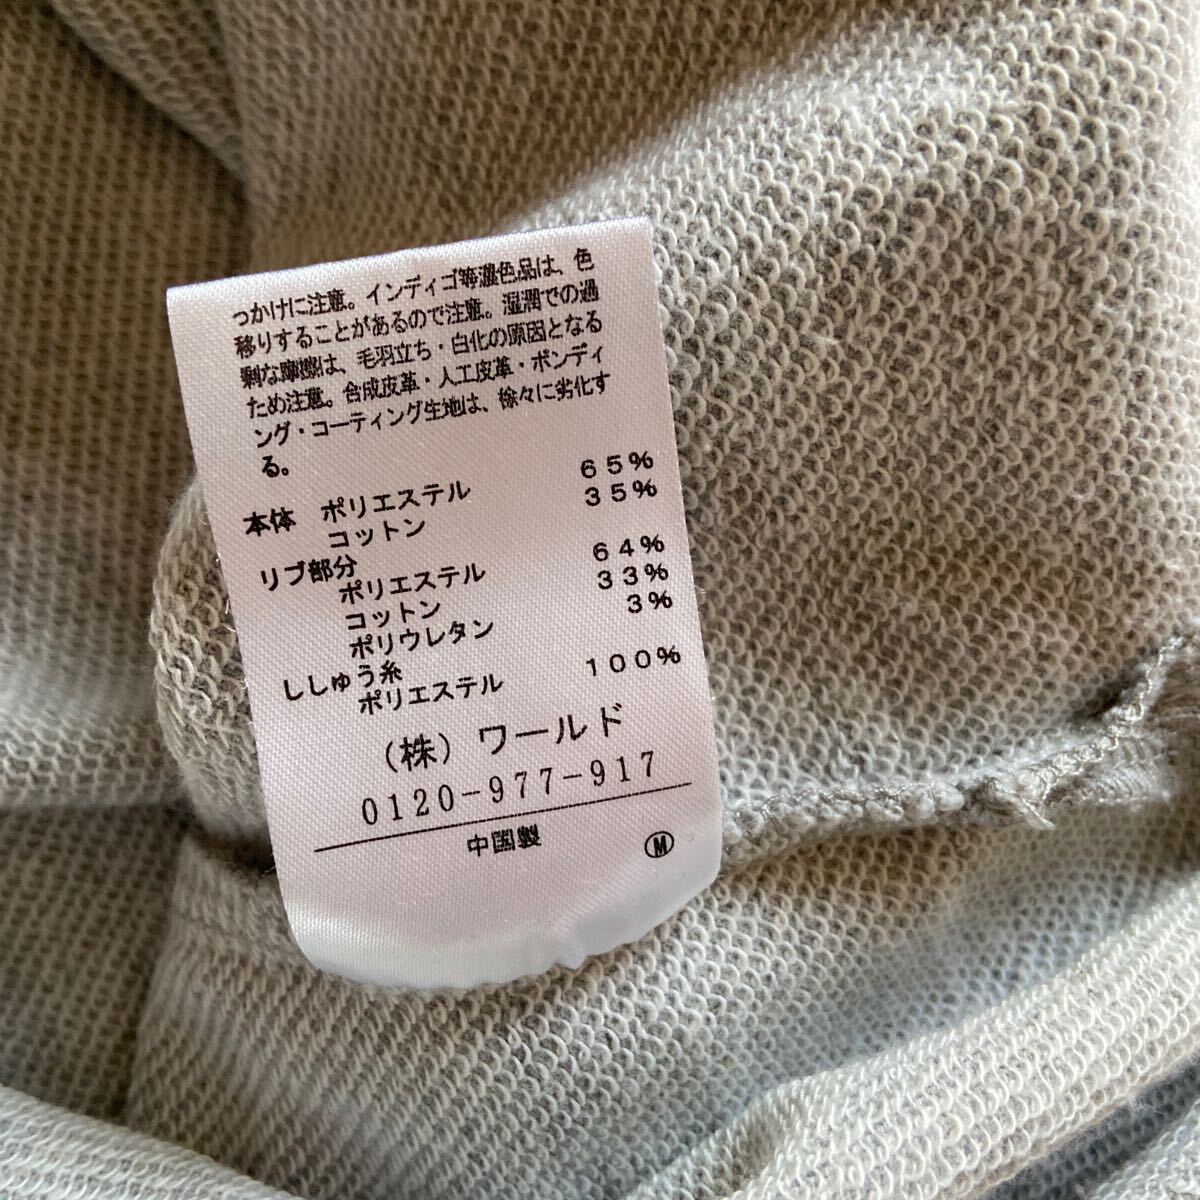 っかけに注意。インディゴ等濃色品は、色
移りすることがあるので注意。湿潤での過
剰な摩擦は、毛羽立ち・白化の原因となる
ため注意。合成皮革・人工皮革・ボンディ
ング・コーティング生地は、徐々に劣化す
る。
本体 ポリエステル 65%
コットン 35%
リブ部分
ポリエステル 64%
コットン 33%
ポリウレタン 3%
ししゅう糸
ポリエステル 100%
(株)ワールド
0120-977-917
中国製 Ⓜ